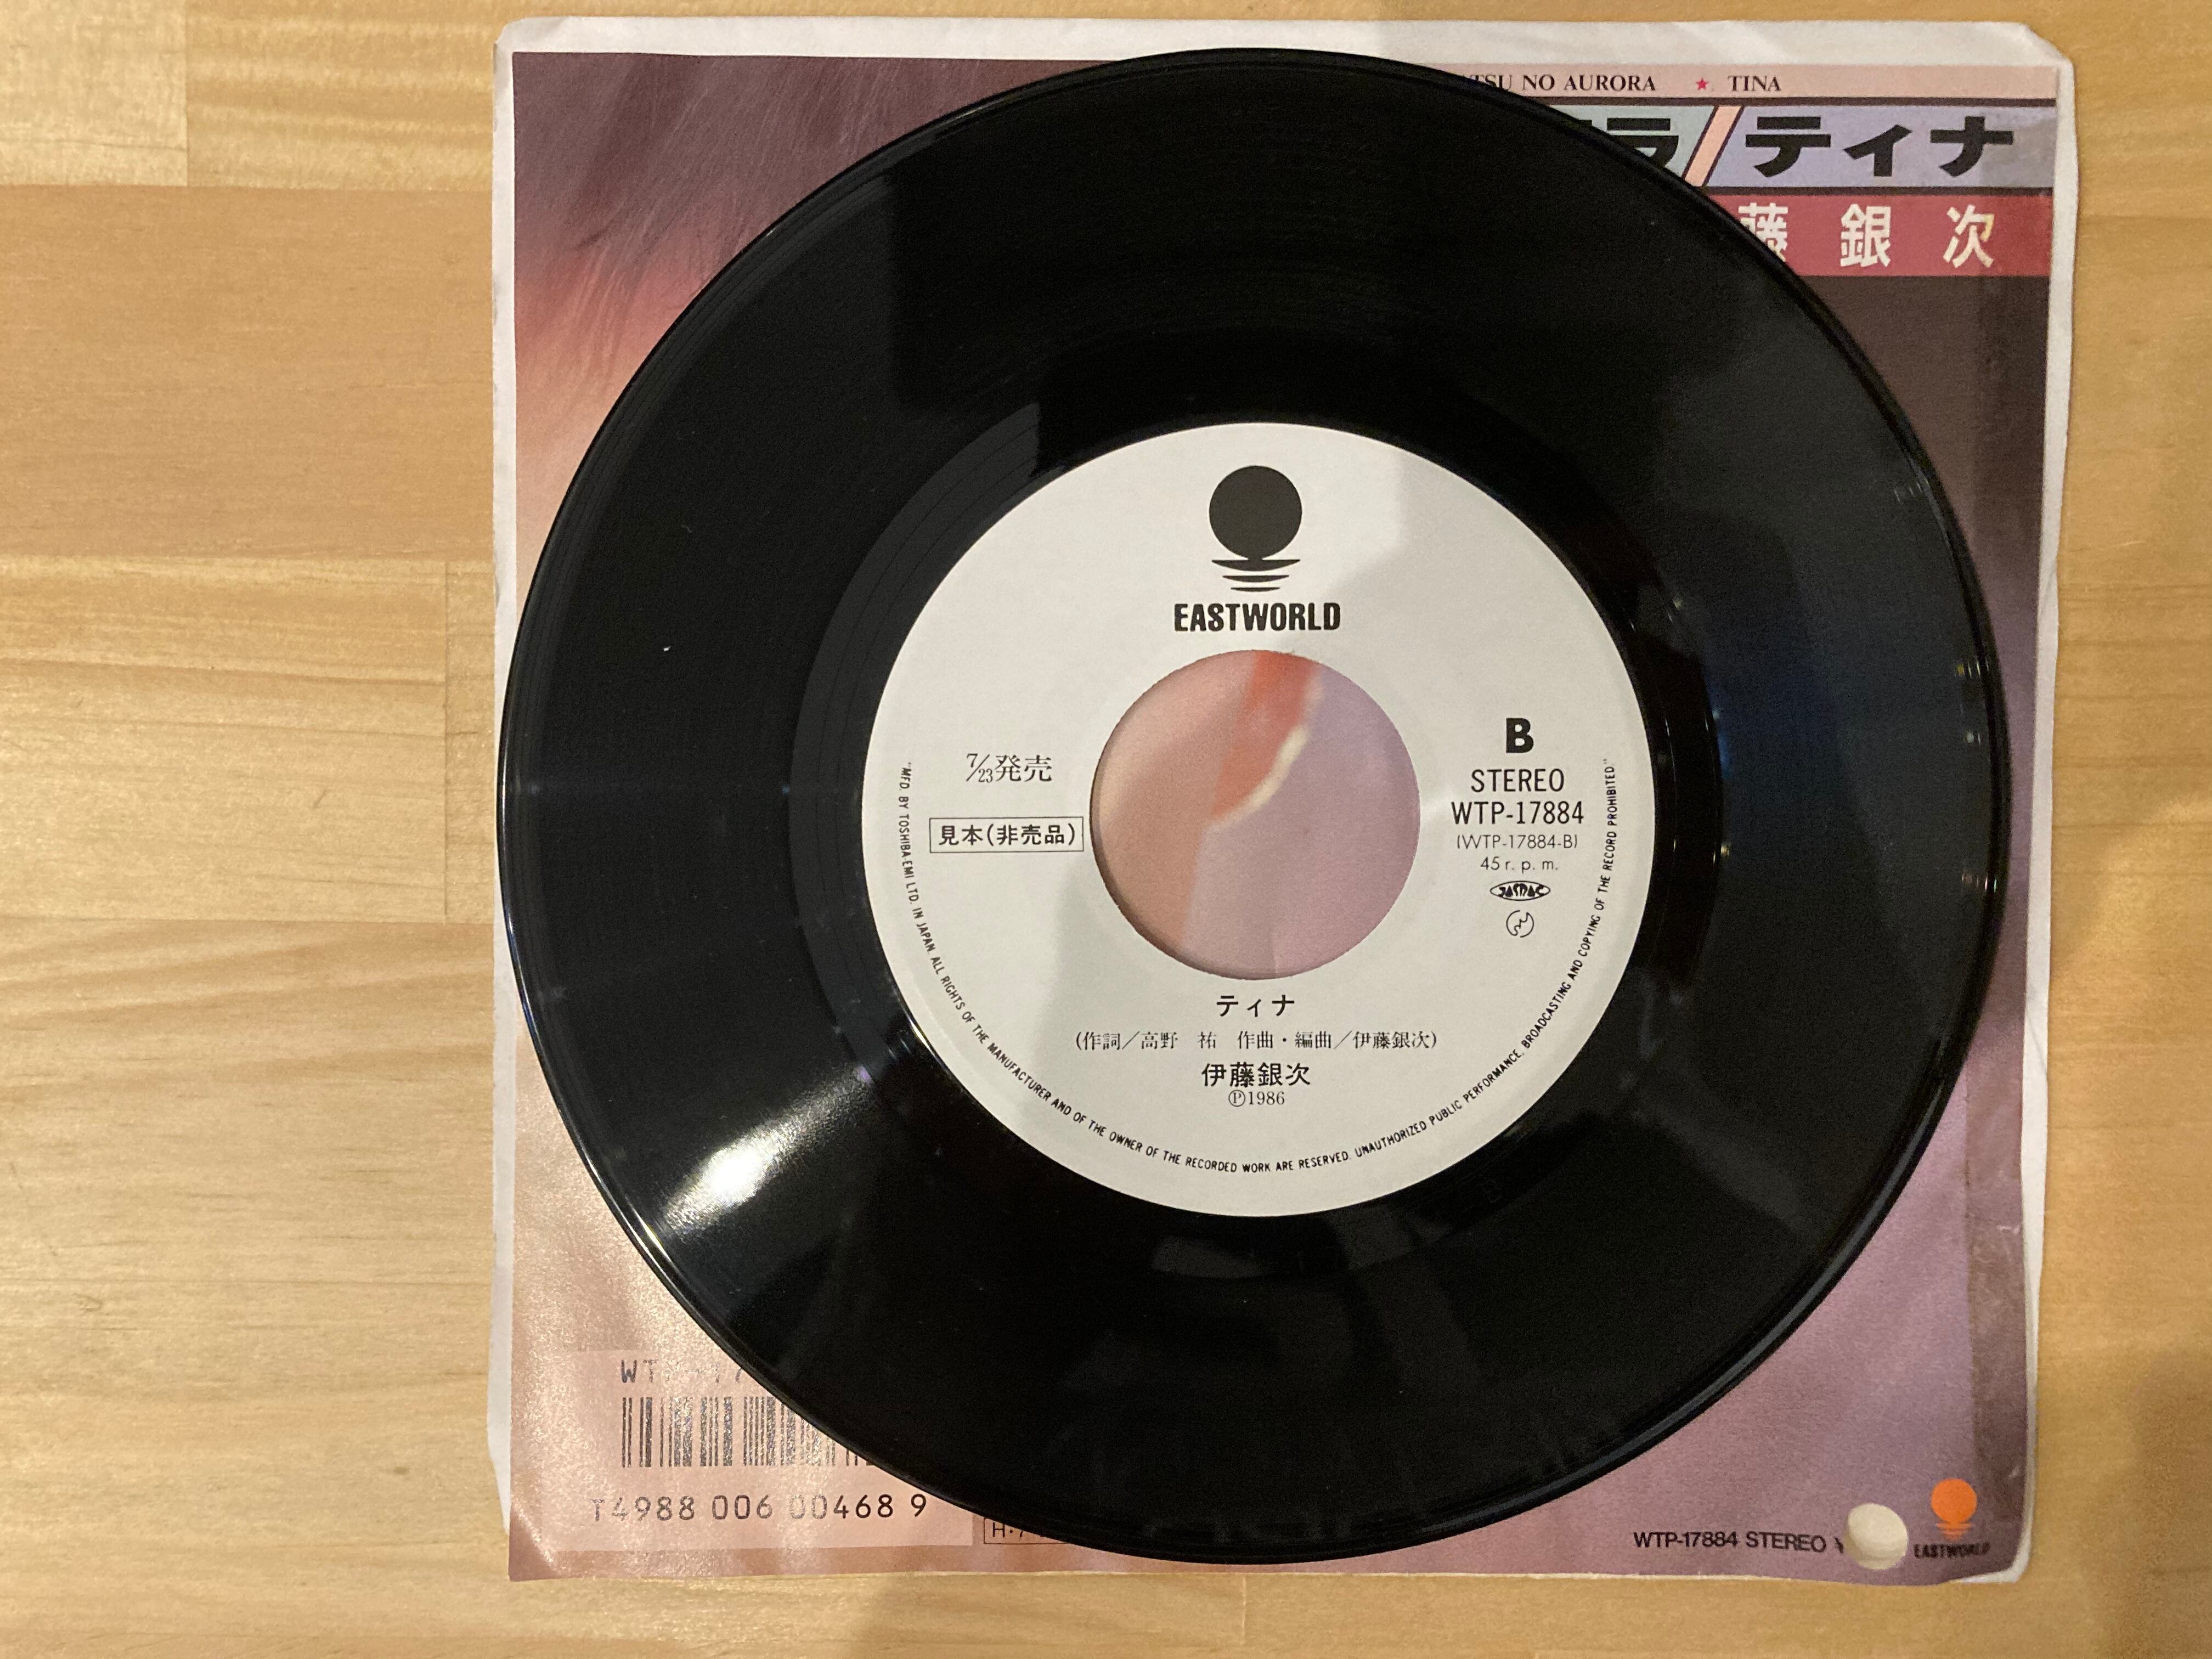 NO AURORA ★ TINA
ラ/ティナ
藤銀次
EASTWORLD
7/23発売
見本(非売品)
B
STEREO
WTP-17884
(WTP-17884-B)
45 r. p. m.
JASRAC
ティナ
(作詞/高野 祐 作曲・編曲/伊藤銀次)
伊藤銀次
Ⓟ1986
"MFD. BY TOSHIBA-EMI LTD. IN JAPAN. ALL RIGHTS OF THE MANUFACTURER AND OF THE OWNER OF THE RECORDED WORK ARE RESERVED. UNAUTHORIZED PUBLIC PERFORMANCE, BROADCASTING AND COPYING OF THE RECORD PROHIBITED."
T4988 006 00468 9
WTP-17884 STEREO ¥
EASTWORLD